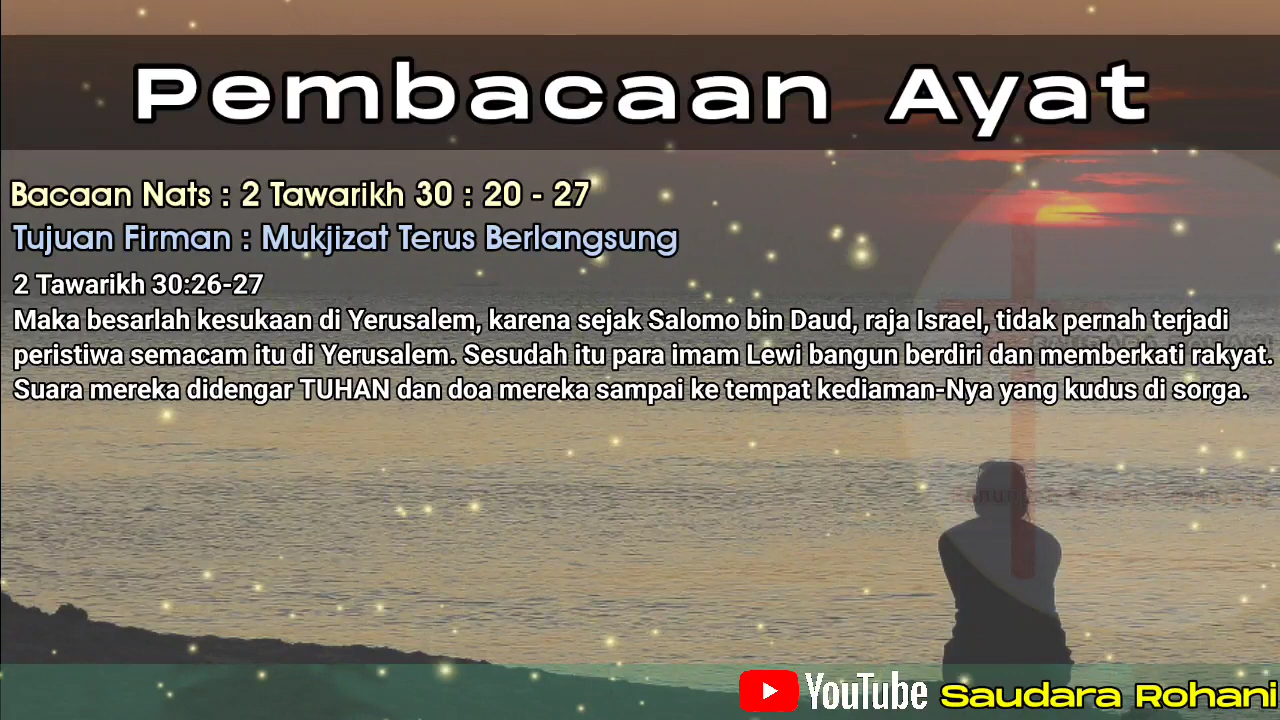 Pembacaan Ayat
Bacaan Nats : 2 Tawarikh 30 : 20 - 27
Tujuan Firman : Mukjizat Terus Berlangsung
2 Tawarikh 30:26-27
Maka besarlah kesukaan di Yerusalem, karena sejak Salomo bin Daud, raja Israel, tidak pernah terjadi
peristiwa semacam itu di Yerusalem. Sesudah itu para imam Lewi bangun berdiri dan memberkati rakyat.
Suara mereka didengar TUHAN dan doa mereka sampai ke tempat kediaman-Nya yang kudus di sorga.
YouTube Saudara Rohani